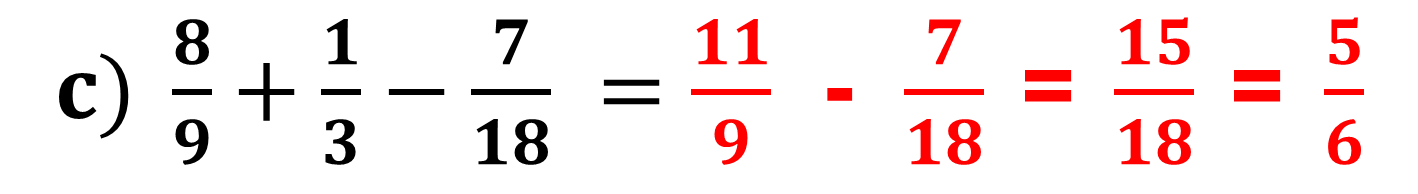 c) 8/9 + 1/3 − 7/18 = 11/9 - 7/18 = 15/18 = 5/6